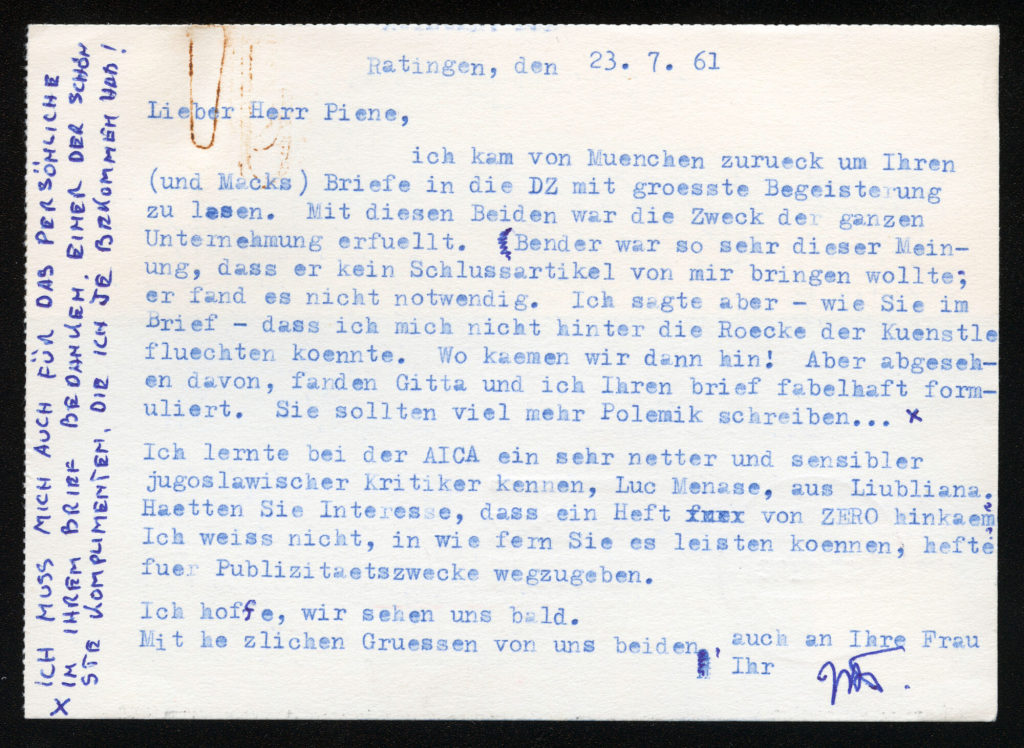 Ratingen, den 23. 7. 61
Lieber Herr Piene,
ich kam von Muenchen zurueck um Ihren
(und Macks) Briefe in die DZ mit groesste Begeisterung
zu lesen. Mit diesen Beiden war die Zweck der ganzen
Unternehmung erfuellt. (Bender war so sehr dieser Mein-
ung, dass er kein Schlussartikel von mir bringen wollte;
er fand es nicht notwendig. Ich sagte aber - wie Sie im
Brief - dass ich mich nicht hinter die Roecke der Kuenstle
fluechten koennte. Wo kaemen wir dann hin! Aber abgeseh-
en davon, fanden Gitta und ich Ihren brief fabelhaft form-
uliert. Sie sollten viel mehr Polemik schreiben... x
Ich lernte bei der AICA ein sehr netter und sensibler
jugoslawischer Kritiker kennen, Luc Menase, aus Liubliana.
Haetten Sie Interesse, dass ein Heft fuer von ZERO hinkaem?
Ich weiss nicht, in wie fern Sie es leisten koennen, hefte
fuer Publizitaetszwecke wegzugeben.
Ich hoffe, wir sehen uns bald.
Mit he zlichen Gruessen von uns beiden, auch an Ihre Frau
Ihr
x ICH MUSS MICH AUCH FÜR DAS PERSÖNLICHE
IM IHREM BRIEF BEDANKEN. EINER DER SCHÖN
STE KOMPLIMENTEN, DIE ICH JE BEKOMMEN HAB!